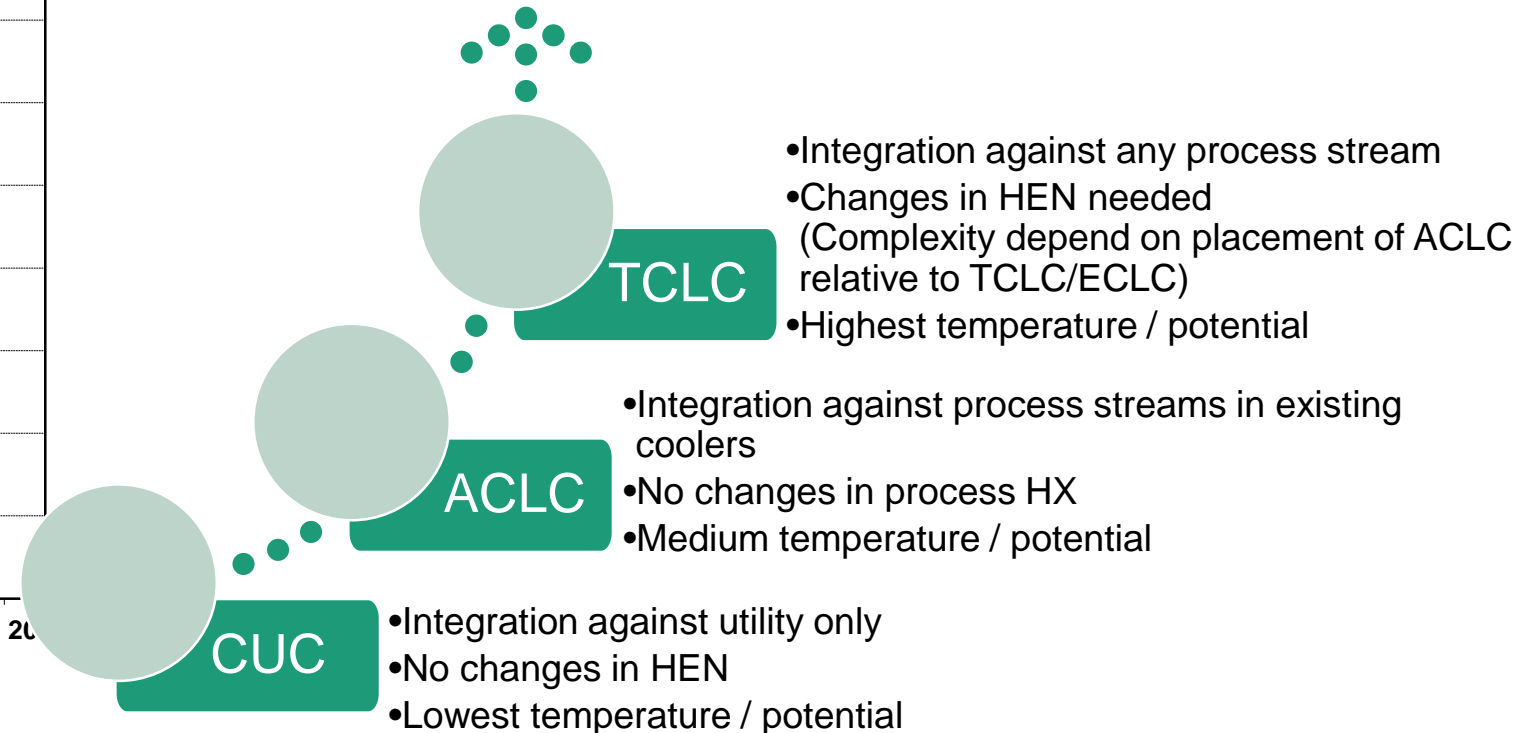 •Integration against any process stream
•Changes in HEN needed
(Complexity depend on placement of ACLC
relative to TCLC/ECLC)
•Highest temperature / potential
TCLC
•Integration against process streams in existing
coolers
•No changes in process HX
•Medium temperature / potential
ACLC
•Integration against utility only
•No changes in HEN
•Lowest temperature / potential
CUC